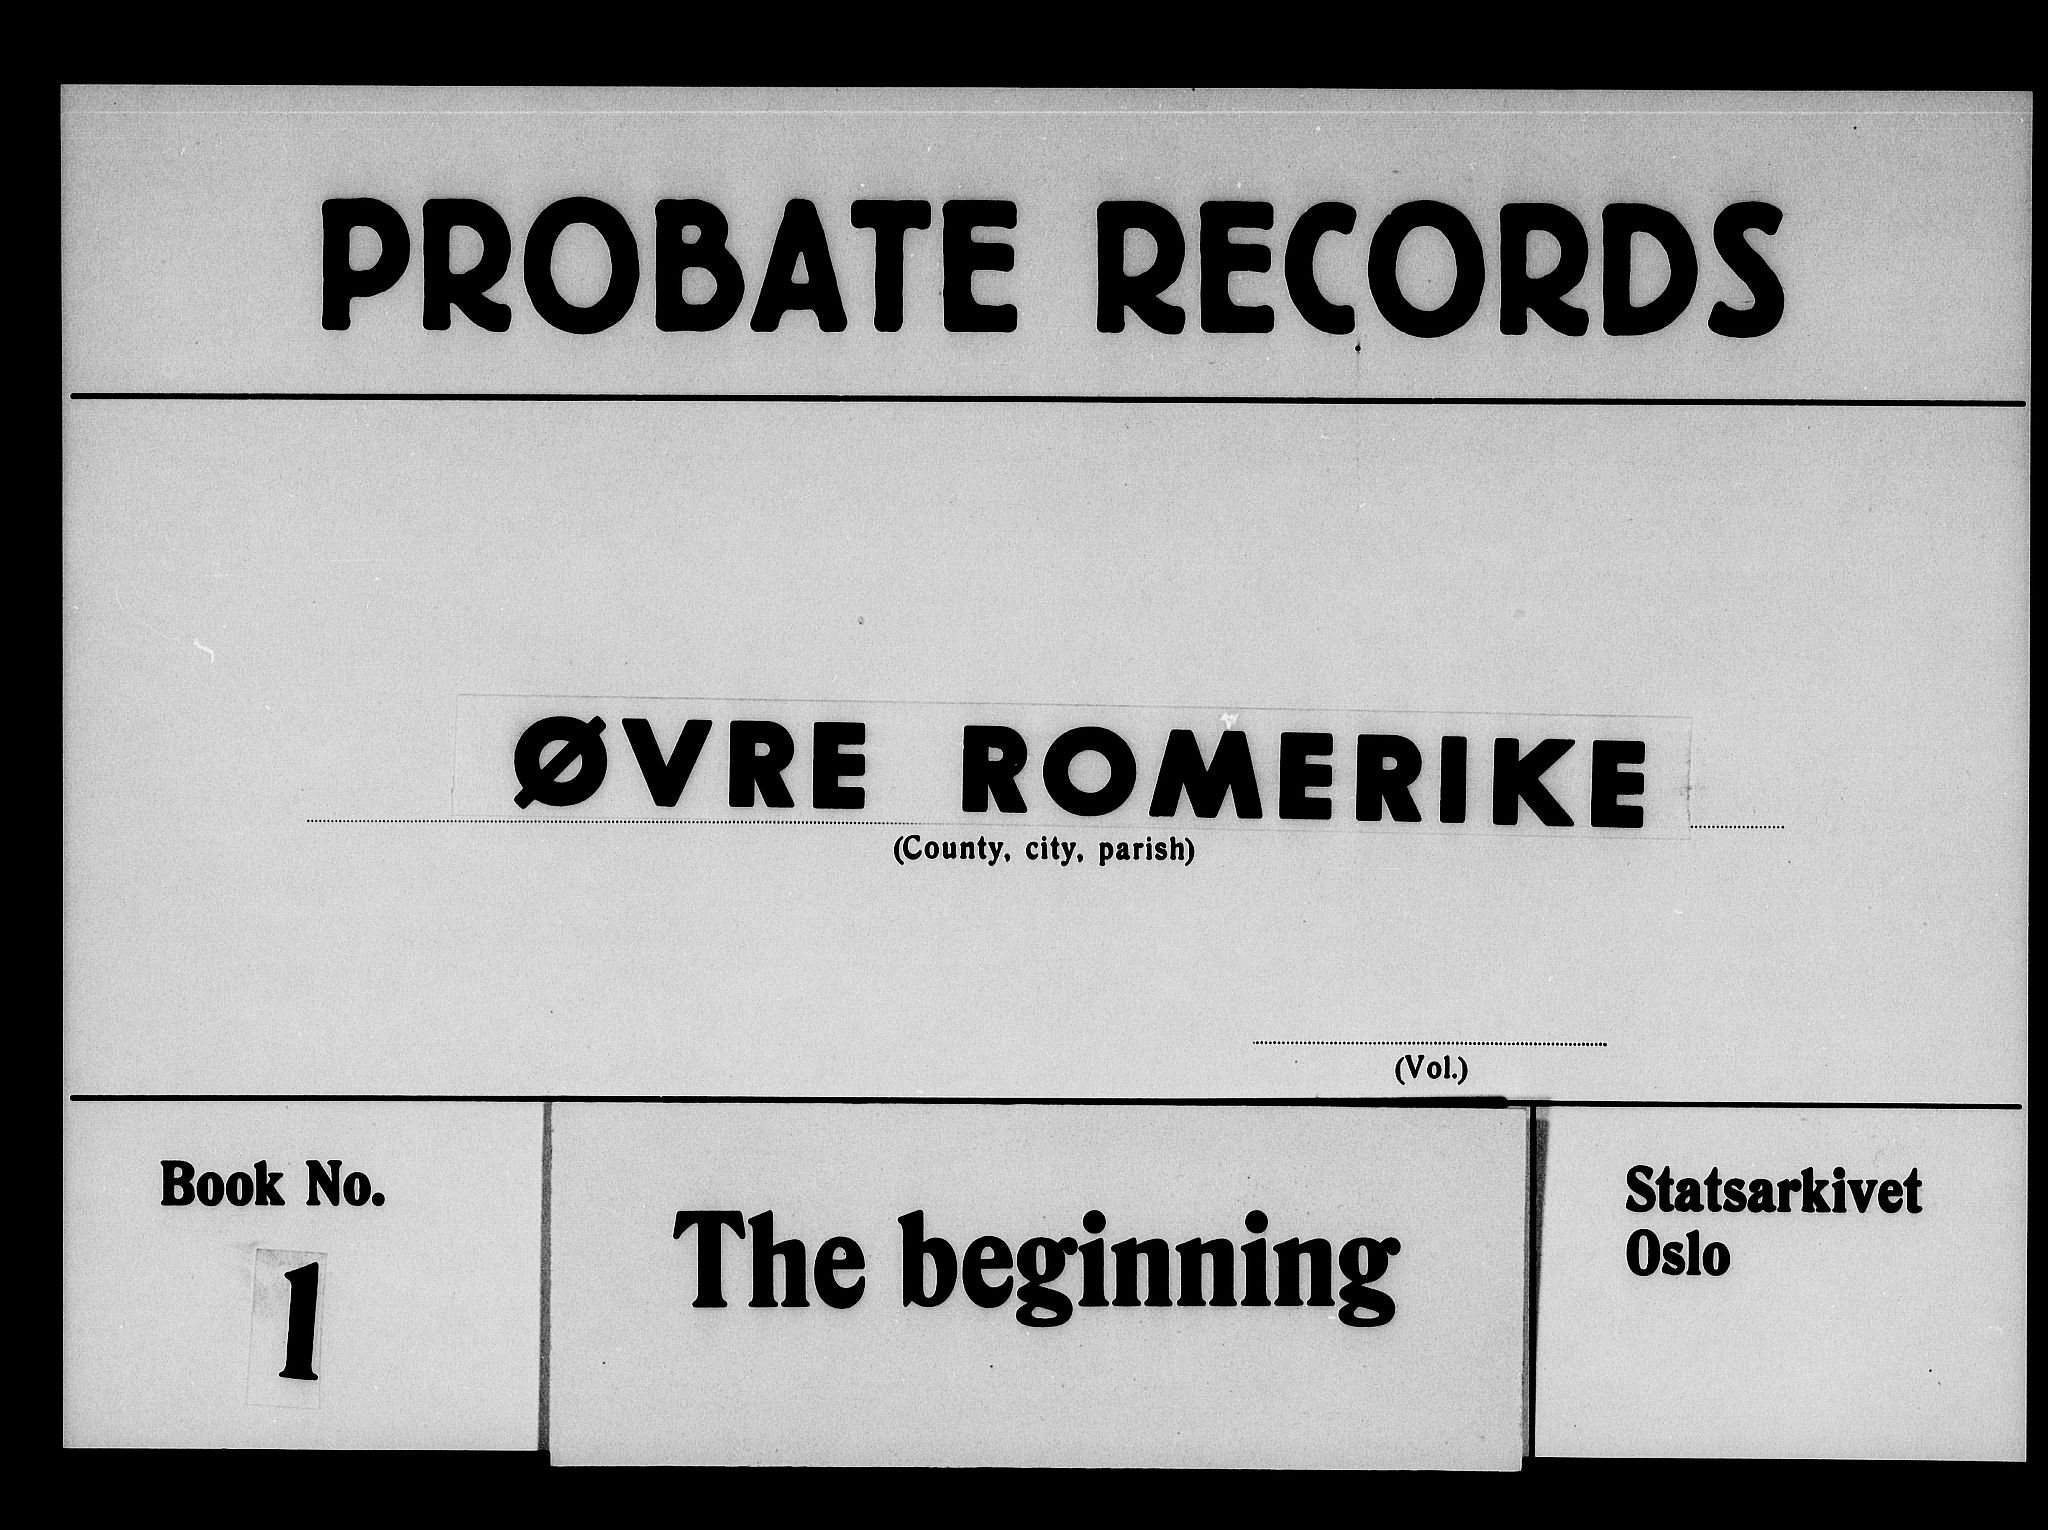 PROBATE RECORDS
ØVRE ROMERIKE
(County, city, parish)
(Vol.)
Book No.
1
The beginning
Statsarkivet
Oslo